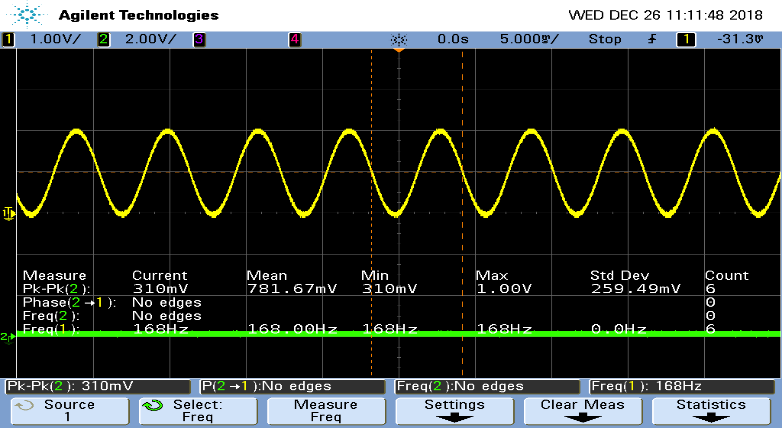 Agilent Technologies WED DEC 26 11:11:48 2018
1 1.00V/ 2 2.00V/ 3 4 0.0s 5.000ms/ Stop 1 -31.3mV
Measure Current Mean Min Max Std Dev Count
Pk-Pk(2): 310mV 781.67mV 310mV 1.00V 259.49mV 6
Phase(2→1): No edges 0
Freq(2): No edges 0
Freq(1): 168Hz 168.00Hz 168Hz 168Hz 0.0Hz 6
Pk-Pk(2): 310mV P(2→1):No edges Freq(2):No edges Freq(1): 168Hz
Source Select: Measure Settings Clear Meas Statistics
1 Freq Freq